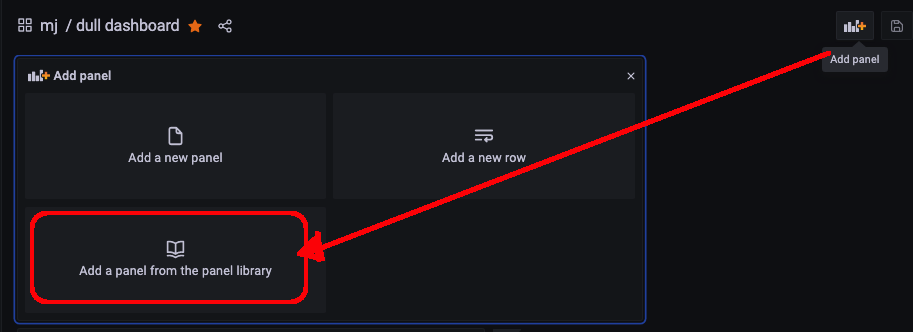 mj / dull dashboard
Add panel
Add panel
Add a new panel
Add a new row
Add a panel from the panel library